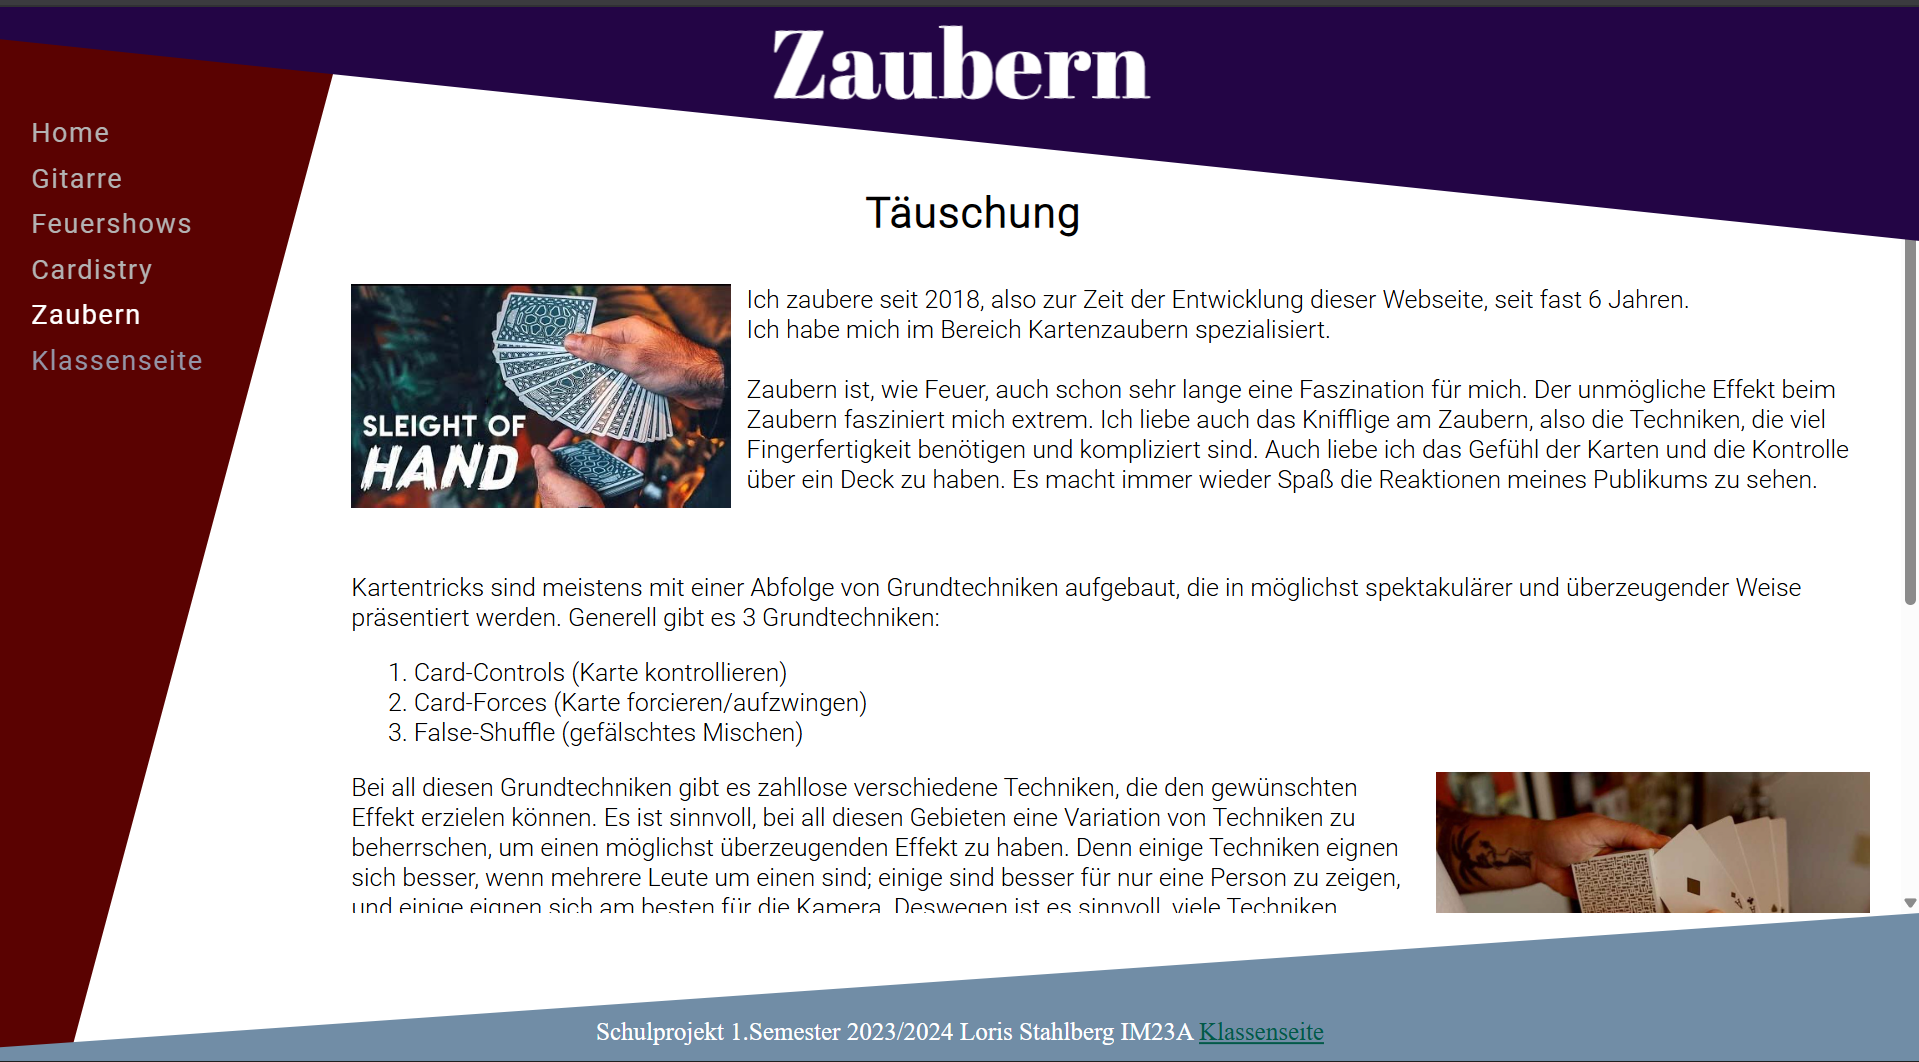 Zaubern
Home
Gitarre
Feuershows
Cardistry
Zaubern
Klassenseite
Täuschung
SLEIGHT OF
HAND
Ich zaubere seit 2018, also zur Zeit der Entwicklung dieser Webseite, seit fast 6 Jahren.
Ich habe mich im Bereich Kartenzaubern spezialisiert.
Zaubern ist, wie Feuer, auch schon sehr lange eine Faszination für mich. Der unmögliche Effekt beim
Zaubern fasziniert mich extrem. Ich liebe auch das Knifflige am Zaubern, also die Techniken, die viel
Fingerfertigkeit benötigen und kompliziert sind. Auch liebe ich das Gefühl der Karten und die Kontrolle
über ein Deck zu haben. Es macht immer wieder Spaß die Reaktionen meines Publikums zu sehen.
Kartentricks sind meistens mit einer Abfolge von Grundtechniken aufgebaut, die in möglichst spektakulärer und überzeugender Weise
präsentiert werden. Generell gibt es 3 Grundtechniken:
1. Card-Controls (Karte kontrollieren)
2. Card-Forces (Karte forcieren/aufzwingen)
3. False-Shuffle (gefälschtes Mischen)
Bei all diesen Grundtechniken gibt es zahllose verschiedene Techniken, die den gewünschten
Effekt erzielen können. Es ist sinnvoll, bei all diesen Gebieten eine Variation von Techniken zu
beherrschen, um einen möglichst überzeugenden Effekt zu haben. Denn einige Techniken eignen
sich besser, wenn mehrere Leute um einen sind; einige sind besser für nur eine Person zu zeigen,
und einige eignen sich am besten für die Kamera. Deswegen ist es sinnvoll, viele Techniken
Schulprojekt 1.Semester 2023/2024 Loris Stahlberg IM23A Klassenseite